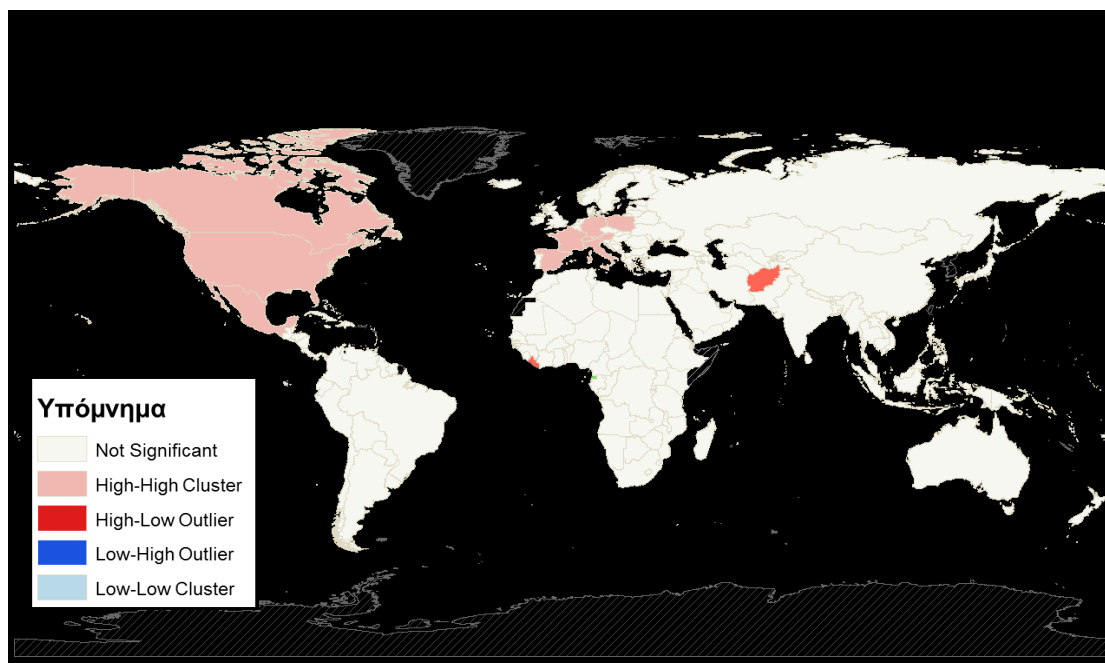 Υπόμνημα
Not Significant
High-High Cluster
High-Low Outlier
Low-High Outlier
Low-Low Cluster